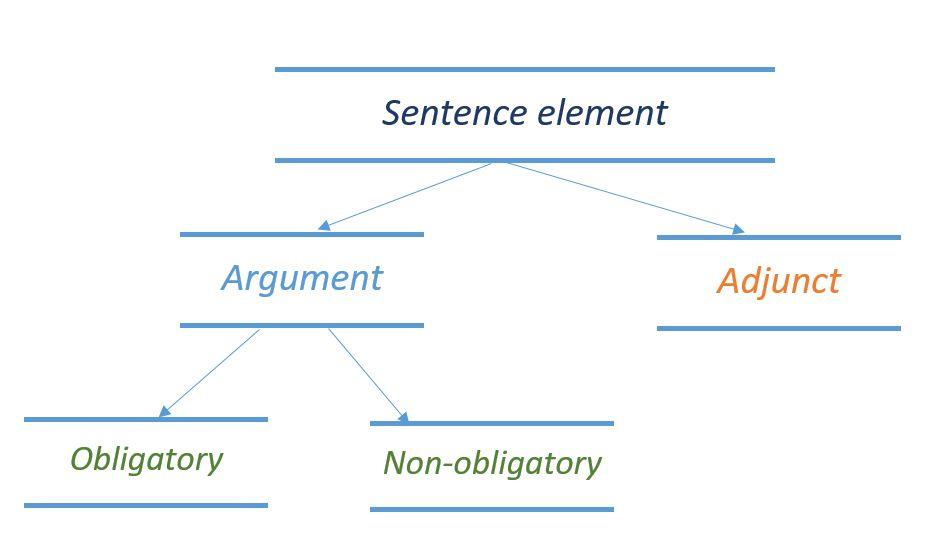 Sentence element
Argument
Adjunct
Obligatory
Non-obligatory